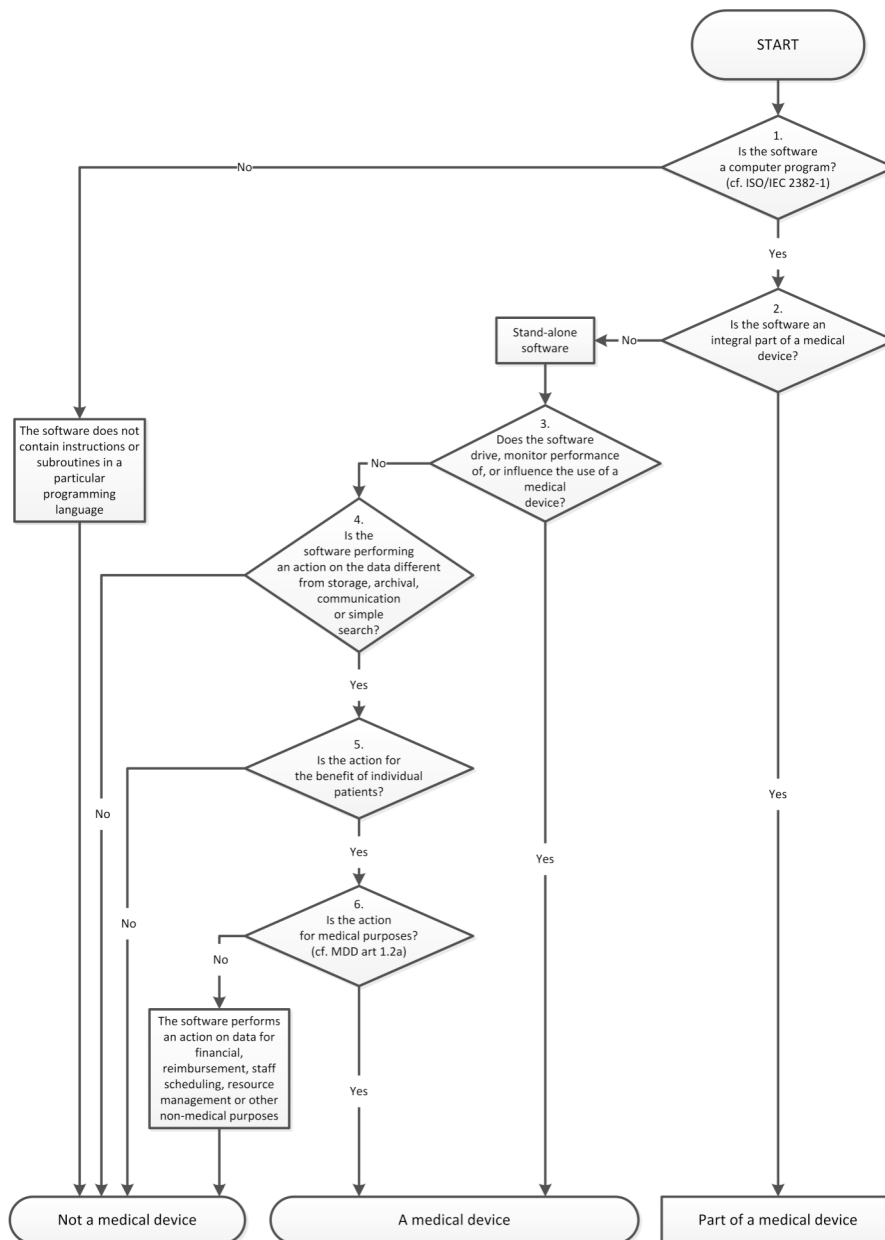 START
1.
Is the software
a computer program?
(cf. ISO/IEC 2382-1)
No
Yes
2.
Is the software an
integral part of a medical
device?
No
Stand-alone
software
3.
Does the software
drive, monitor performance
of, or influence the use of a
medical
device?
No
The software does not
contain instructions or
subroutines in a
particular
programming
language
4.
Is the
software performing
an action on the data different
from storage, archival,
communication
or simple
search?
Yes
5.
Is the action for
the benefit of individual
patients?
Yes
No
Yes
Yes
No
6.
Is the action
for medical purposes?
(cf. MDD art 1.2a)
No
The software performs
an action on data for
financial,
reimbursement, staff
scheduling, resource
management or other
non-medical purposes
Yes
Not a medical device
A medical device
Part of a medical device